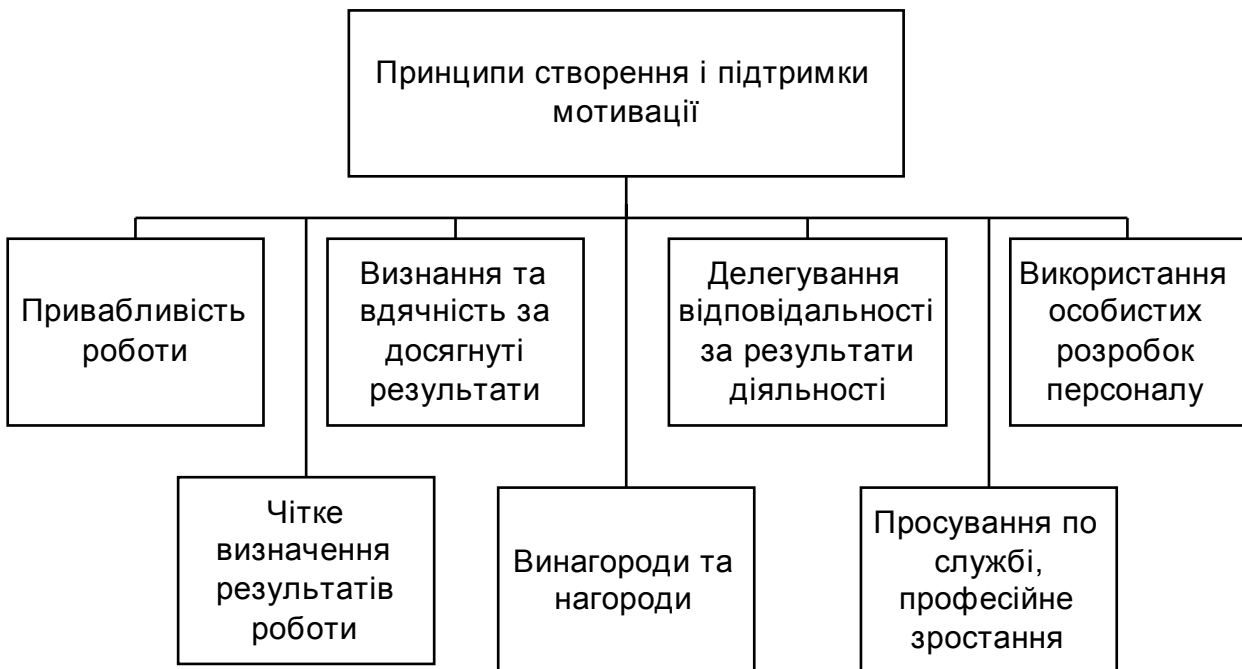 Принципи створення і підтримки
мотивації
Привабливість
роботи
Визнання та
вдячність за
досягнуті
результати
Делегування
відповідальності
за результати
діяльності
Використання
особистих
розробок
персоналу
Чітке
визначення
результатів
роботи
Винагороди та
нагороди
Просування по
службі,
професійне
зростання